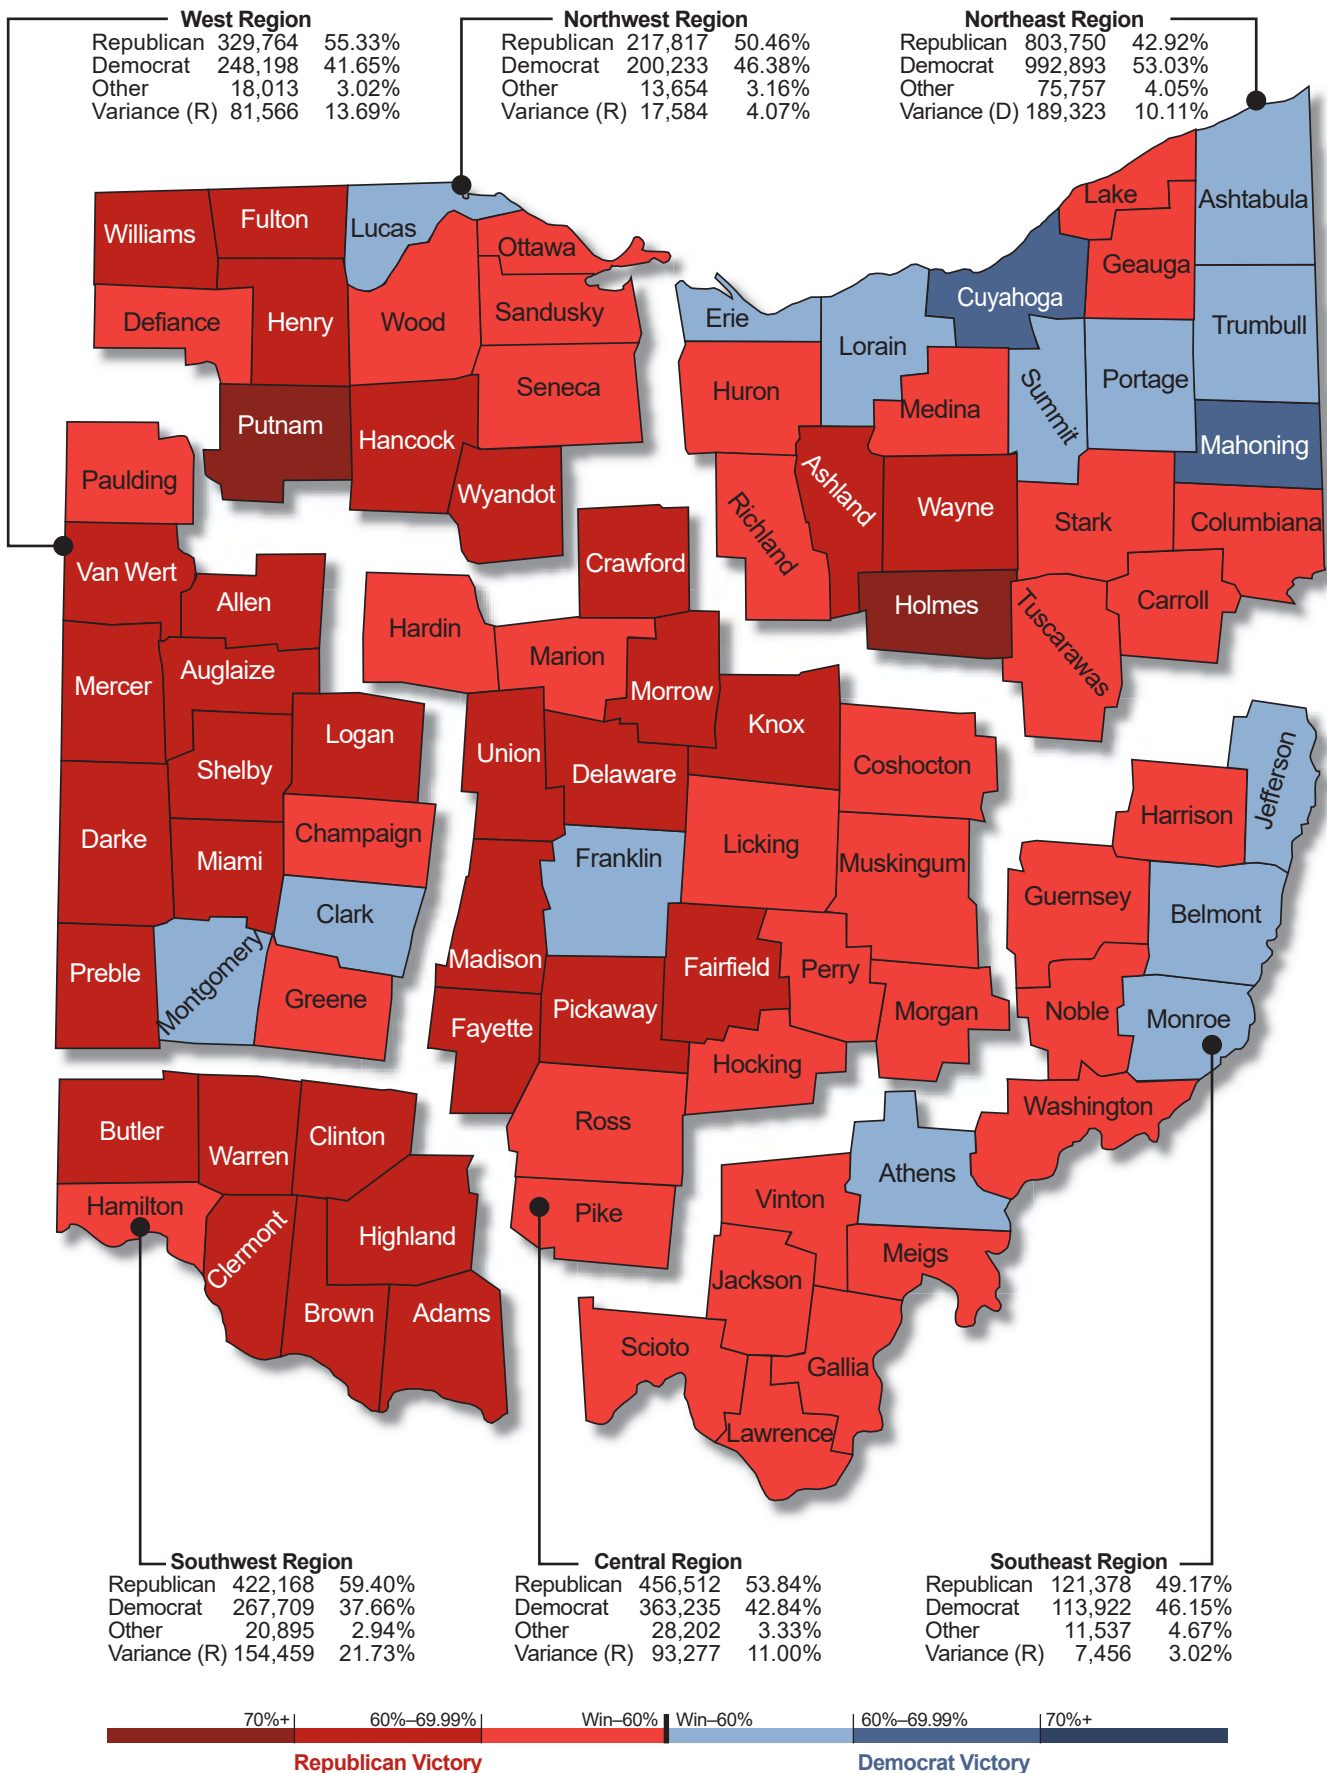 West Region
Republican 329,764 55.33%
Democrat 248,198 41.65%
Other 18,013 3.02%
Variance (R) 81,566 13.69%
Northwest Region
Republican 217,817 50.46%
Democrat 200,233 46.38%
Other 13,654 3.16%
Variance (R) 17,584 4.07%
Northeast Region
Republican 803,750 42.92%
Democrat 992,893 53.03%
Other 75,757 4.05%
Variance (D) 189,323 10.11%
Williams
Fulton
Lucas
Ottawa
Defiance
Henry
Wood
Sandusky
Seneca
Putnam
Hancock
Wyandot
Lake
Ashtabula
Geauga
Cuyahoga
Erie
Lorain
Trumbull
Huron
Medina
Summit
Portage
Mahoning
Richland
Ashland
Wayne
Stark
Columbiana
Holmes
Tuscarawas
Carroll
Paulding
Van Wert
Allen
Mercer
Auglaize
Logan
Shelby
Darke
Miami
Champaign
Clark
Preble
Montgomery
Greene
Crawford
Hardin
Marion
Morrow
Union
Delaware
Knox
Coshocton
Franklin
Licking
Muskingum
Madison
Fairfield
Perry
Fayette
Pickaway
Morgan
Hocking
Ross
Pike
Jefferson
Harrison
Guernsey
Belmont
Noble
Monroe
Washington
Athens
Vinton
Meigs
Jackson
Scioto
Gallia
Lawrence
Butler
Warren
Clinton
Hamilton
Clermont
Highland
Brown
Adams
Southwest Region
Republican 422,168 59.40%
Democrat 267,709 37.66%
Other 20,895 2.94%
Variance (R) 154,459 21.73%
Central Region
Republican 456,512 53.84%
Democrat 363,235 42.84%
Other 28,202 3.33%
Variance (R) 93,277 11.00%
Southeast Region
Republican 121,378 49.17%
Democrat 113,922 46.15%
Other 11,537 4.67%
Variance (R) 7,456 3.02%
70%+ 60%–69.99% Win–60% Win–60% 60%–69.99% 70%+
Republican Victory Democrat Victory